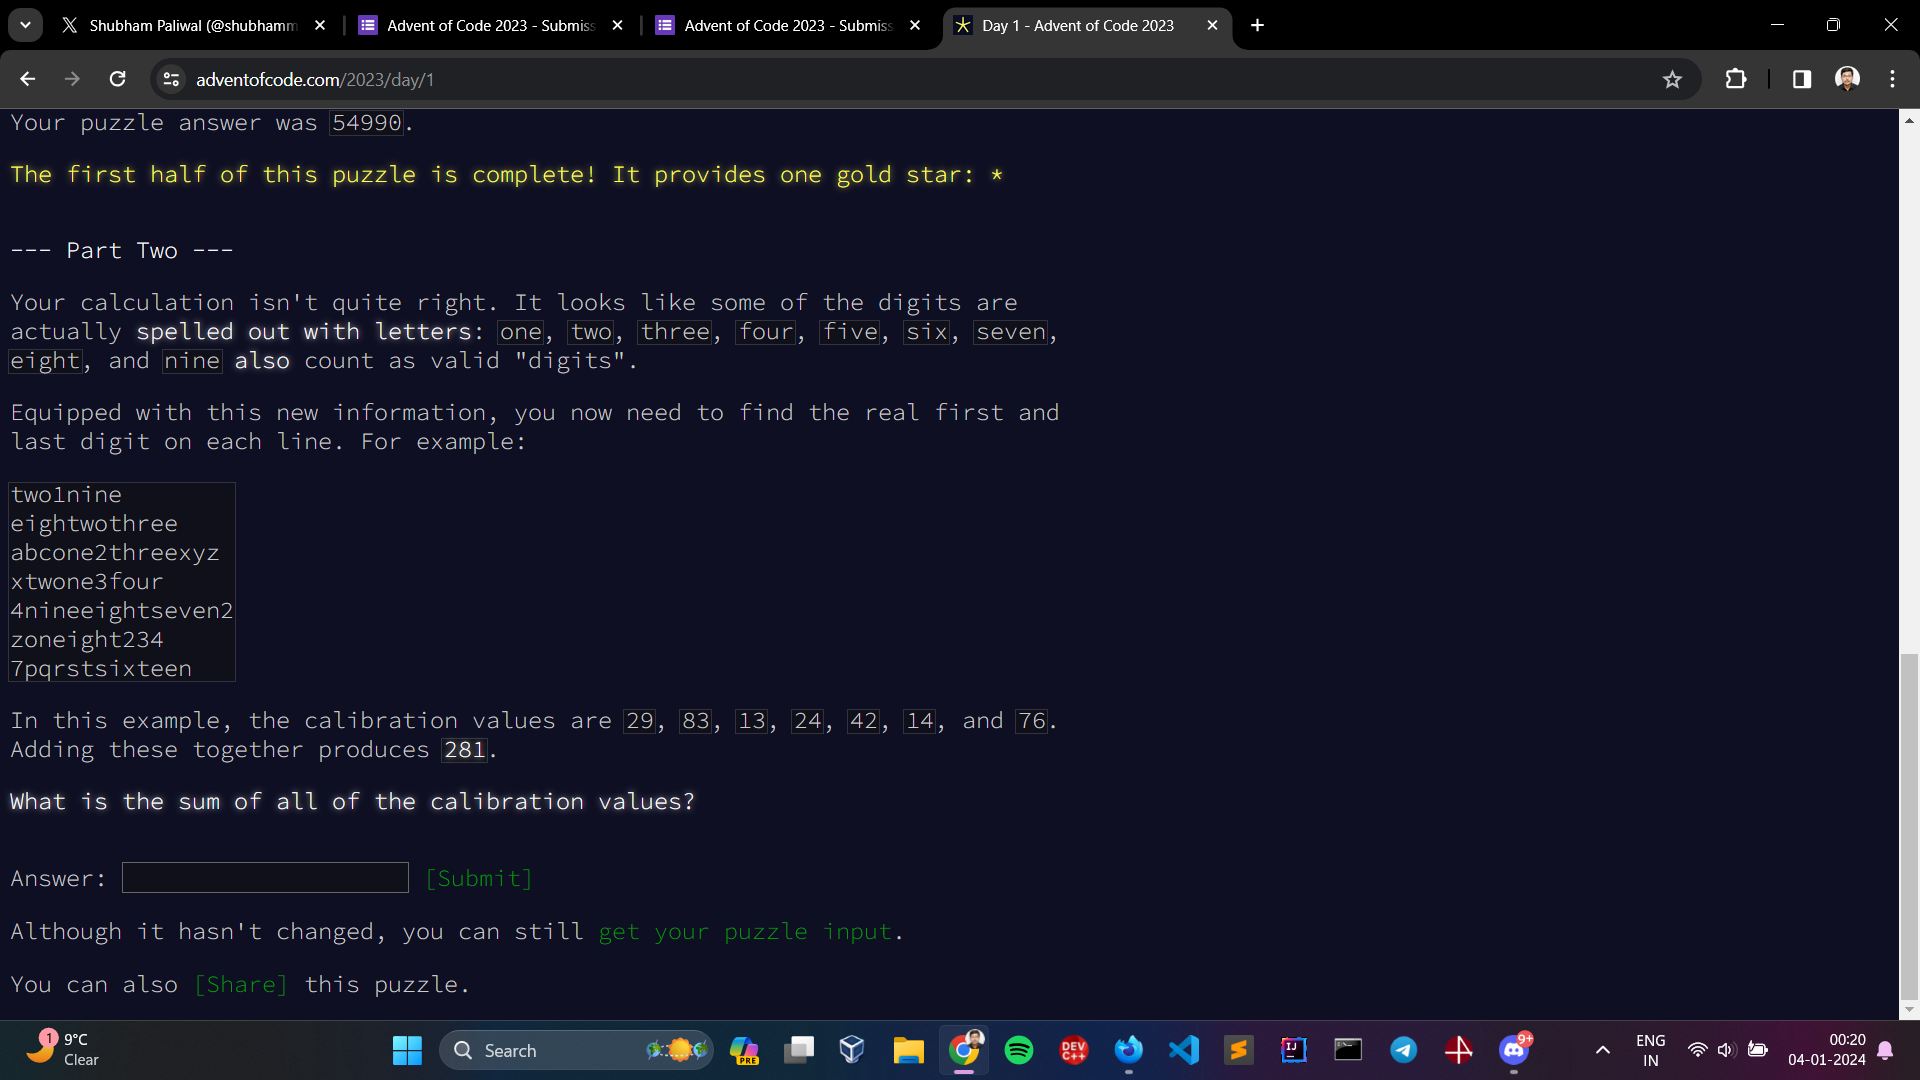 Shubham Paliwal (@shubhamm
Advent of Code 2023 - Submiss
Advent of Code 2023 - Submiss
Day 1 - Advent of Code 2023
adventofcode.com/2023/day/1
Your puzzle answer was 54990.
The first half of this puzzle is complete! It provides one gold star: *
--- Part Two ---
Your calculation isn't quite right. It looks like some of the digits are
actually spelled out with letters: one, two, three, four, five, six, seven,
eight, and nine also count as valid "digits".
Equipped with this new information, you now need to find the real first and
last digit on each line. For example:
two1nine
eightwothree
abcone2threexyz
xtwone3four
4nineeightseven2
zoneight234
7pqrstsixteen
In this example, the calibration values are 29, 83, 13, 24, 42, 14, and 76.
Adding these together produces 281.
What is the sum of all of the calibration values?
Answer: [Submit]
Although it hasn't changed, you can still get your puzzle input.
You can also [Share] this puzzle.
1
9°C
Clear
Search
PRE
DEV
C++
IJ
9+
ENG
IN
00:20
04-01-2024